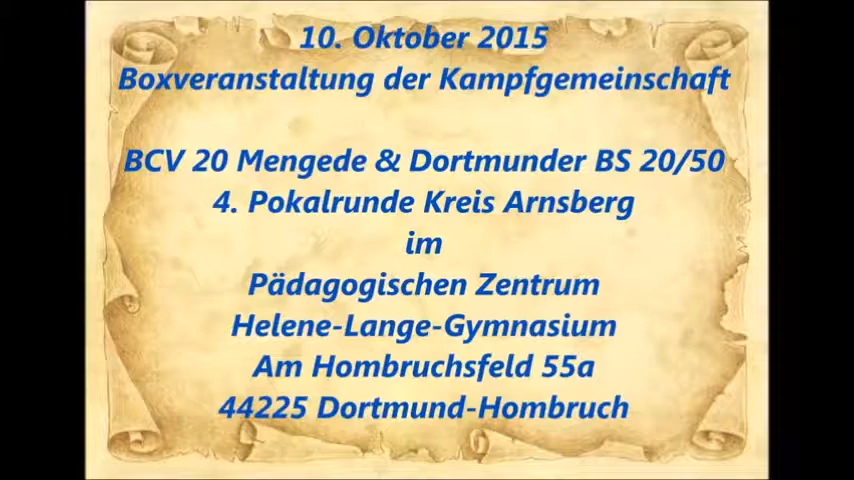 10. Oktober 2015
Boxveranstaltung der Kampfgemeinschaft
BCV 20 Mengede & Dortmunder BS 20/50
4. Pokalrunde Kreis Arnsberg
im
Pädagogischen Zentrum
Helene-Lange-Gymnasium
Am Hombruchsfeld 55a
44225 Dortmund-Hombruch